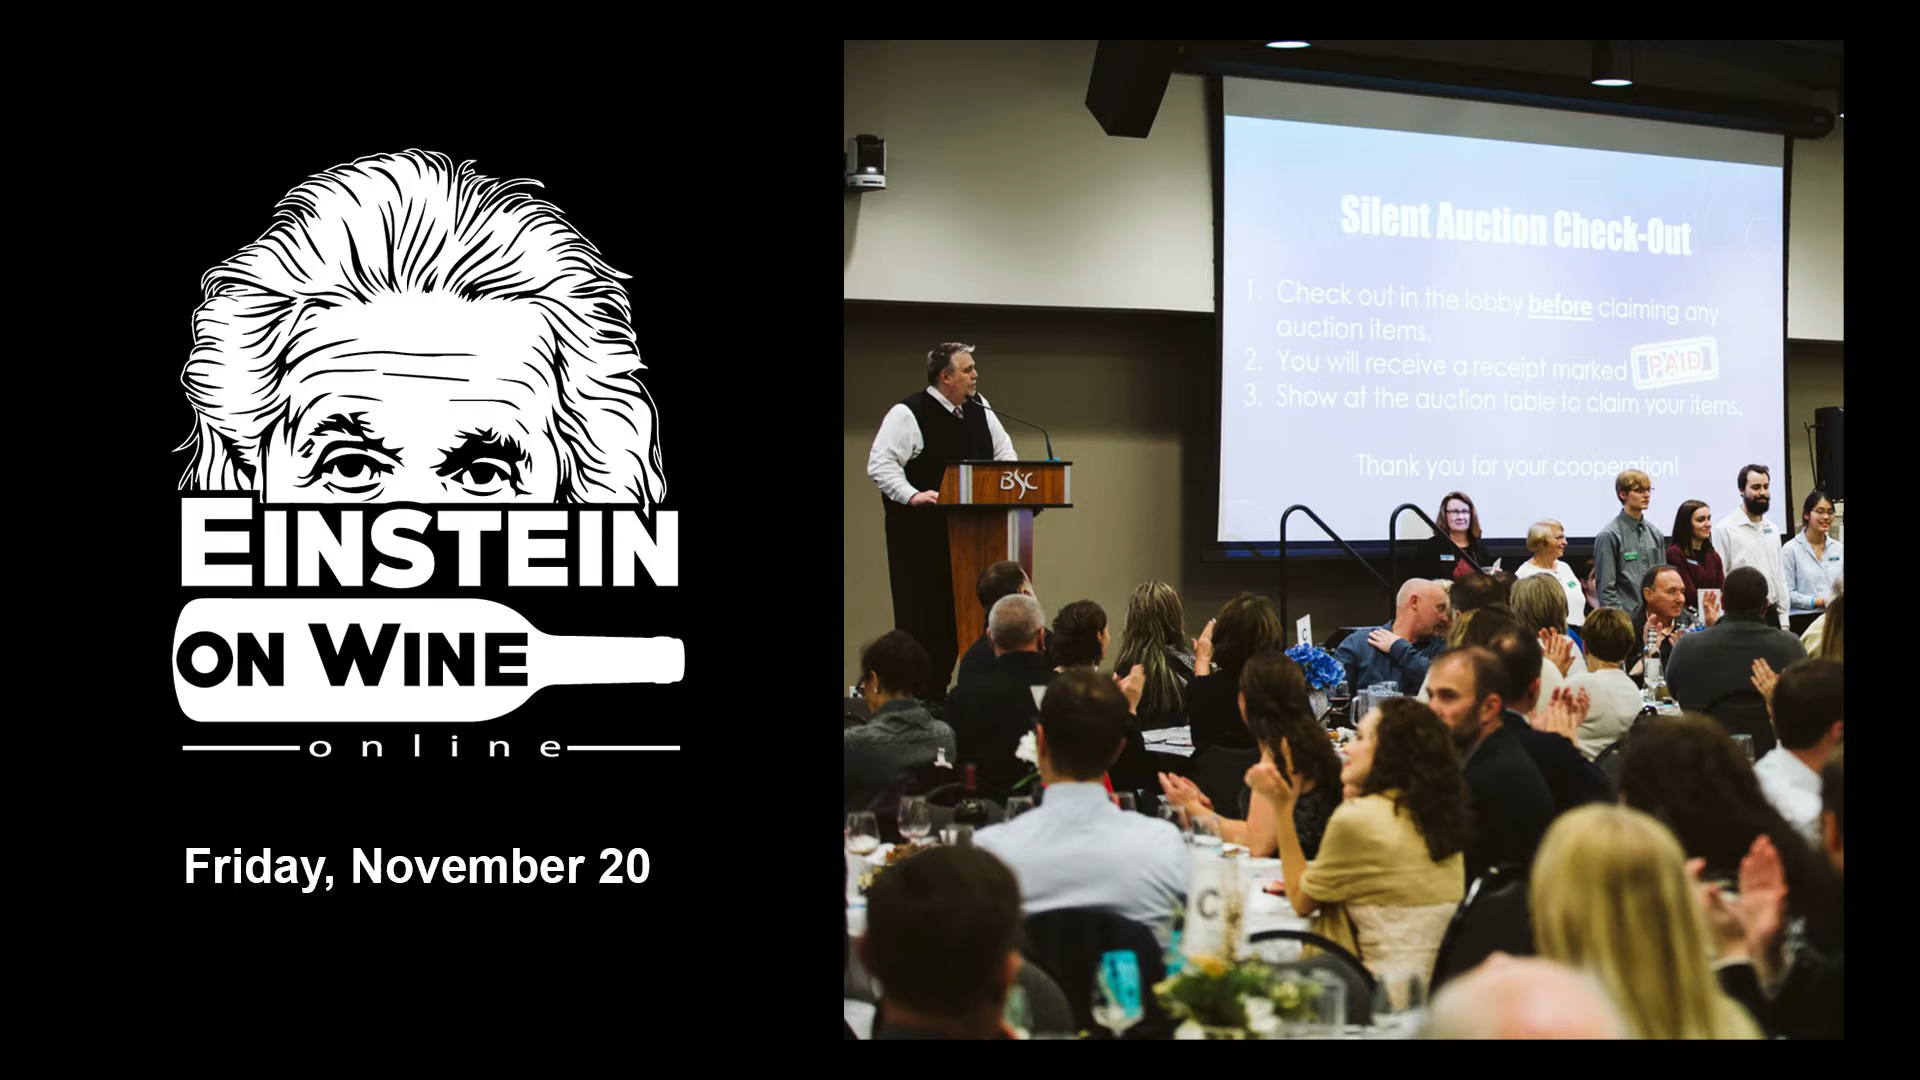 EINSTEIN
ON WINE
online
Friday, November 20
Silent Auction Check-Out
1. Check out in the lobby before claiming any
auction items.
2. You will receive a receipt marked PAID
3. Show at the auction table to claim your items.
Thank you for your cooperation!
BSC
C
C